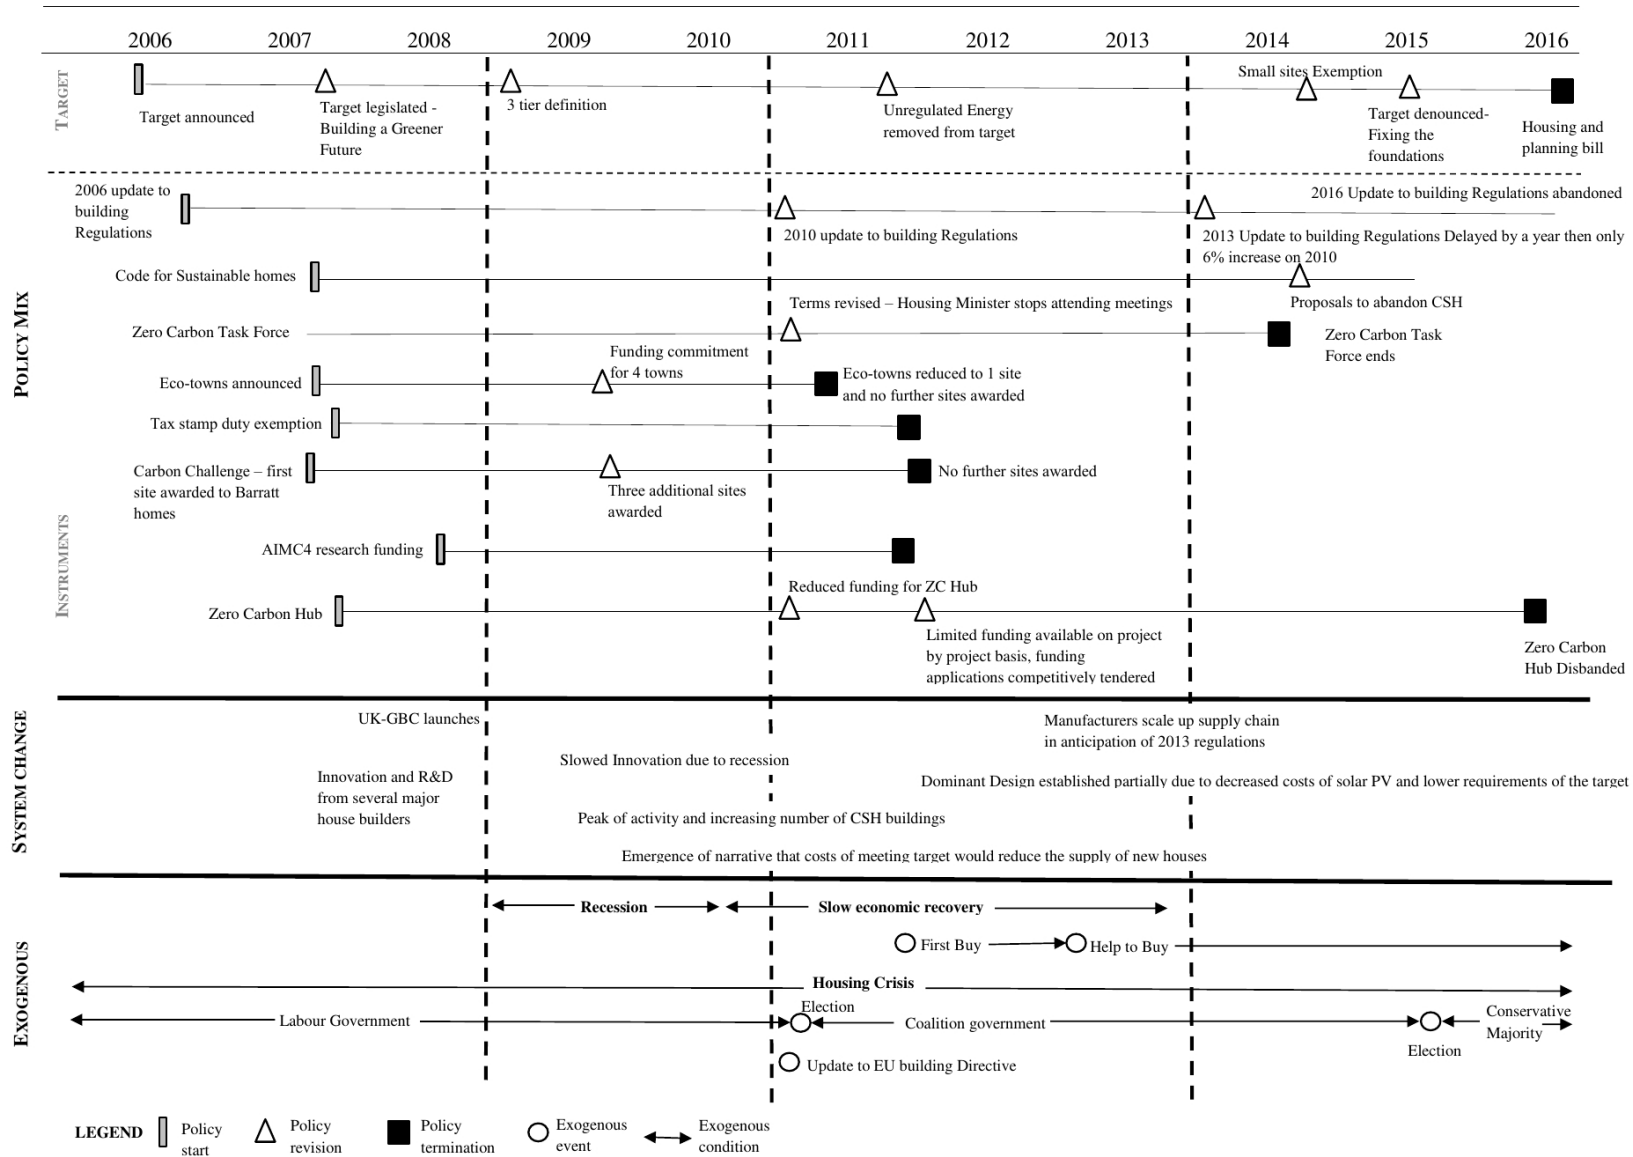 2006 2007 2008 2009 2010 2011 2012 2013 2014 2015 2016
TARGET
Target announced
Target legislated -
Building a Greener
Future
3 tier definition
Unregulated Energy
removed from target
Small sites Exemption
Target denounced-
Fixing the
foundations
Housing and
planning bill
POLICY MIX
INSTRUMENTS
2006 update to
building
Regulations
2010 update to building Regulations
2016 Update to building Regulations abandoned
2013 Update to building Regulations Delayed by a year then only
6% increase on 2010
Code for Sustainable homes
Proposals to abandon CSH
Terms revised – Housing Minister stops attending meetings
Zero Carbon Task Force
Zero Carbon Task
Force ends
Funding commitment
for 4 towns
Eco-towns announced
Eco-towns reduced to 1 site
and no further sites awarded
Tax stamp duty exemption
Carbon Challenge – first
site awarded to Barratt
homes
Three additional sites
awarded
No further sites awarded
AIMC4 research funding
Reduced funding for ZC Hub
Zero Carbon Hub
Limited funding available on project
by project basis, funding
applications competitively tendered
Zero Carbon
Hub Disbanded
SYSTEM CHANGE
UK-GBC launches
Manufacturers scale up supply chain
in anticipation of 2013 regulations
Slowed Innovation due to recession
Innovation and R&D
from several major
house builders
Dominant Design established partially due to decreased costs of solar PV and lower requirements of the target
Peak of activity and increasing number of CSH buildings
Emergence of narrative that costs of meeting target would reduce the supply of new houses
EXOGENOUS
Recession
Slow economic recovery
First Buy
Help to Buy
Housing Crisis
Election
Labour Government
Coalition government
Election
Conservative
Majority
Update to EU building Directive
LEGEND
Policy
start
Policy
revision
Policy
termination
Exogenous
event
Exogenous
condition